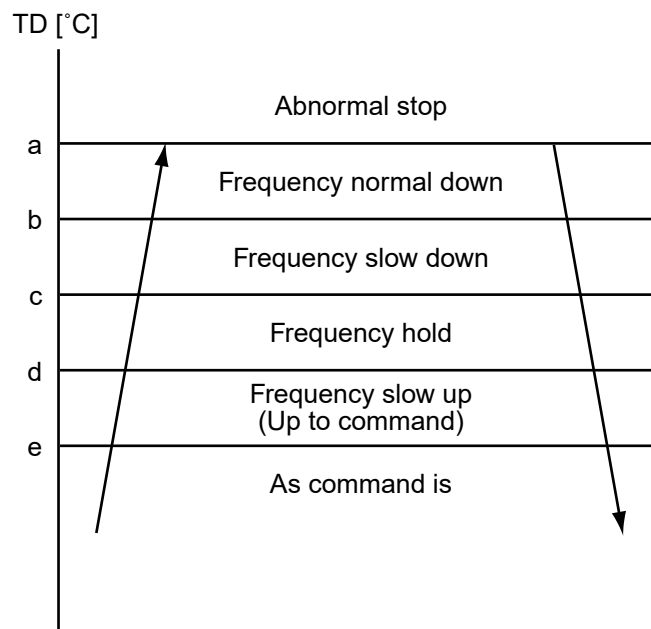 TD [˚C]
Abnormal stop
a
Frequency normal down
b
Frequency slow down
c
Frequency hold
d
Frequency slow up
(Up to command)
e
As command is